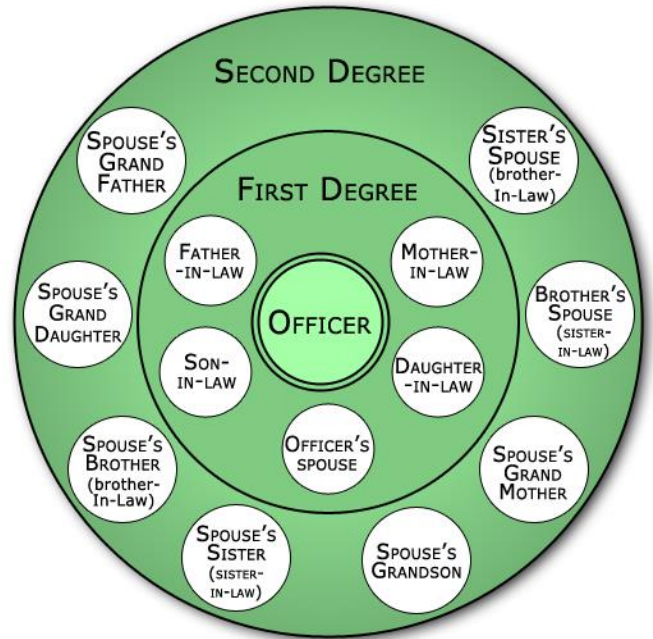 SECOND DEGREE
SPOUSE'S
GRAND
FATHER
SISTER'S
SPOUSE
(brother-
In-Law)
FIRST DEGREE
FATHER
-IN-LAW
MOTHER-
IN-LAW
SPOUSE'S
GRAND
DAUGHTER
OFFICER
BROTHER'S
SPOUSE
(SISTER-
IN-LAW)
SON-
IN-LAW
DAUGHTER
-IN-LAW
OFFICER'S
SPOUSE
SPOUSE'S
BROTHER
(brother-
In-Law)
SPOUSE'S
GRAND
MOTHER
SPOUSE'S
SISTER
(SISTER-
IN-LAW)
SPOUSE'S
GRANDSON